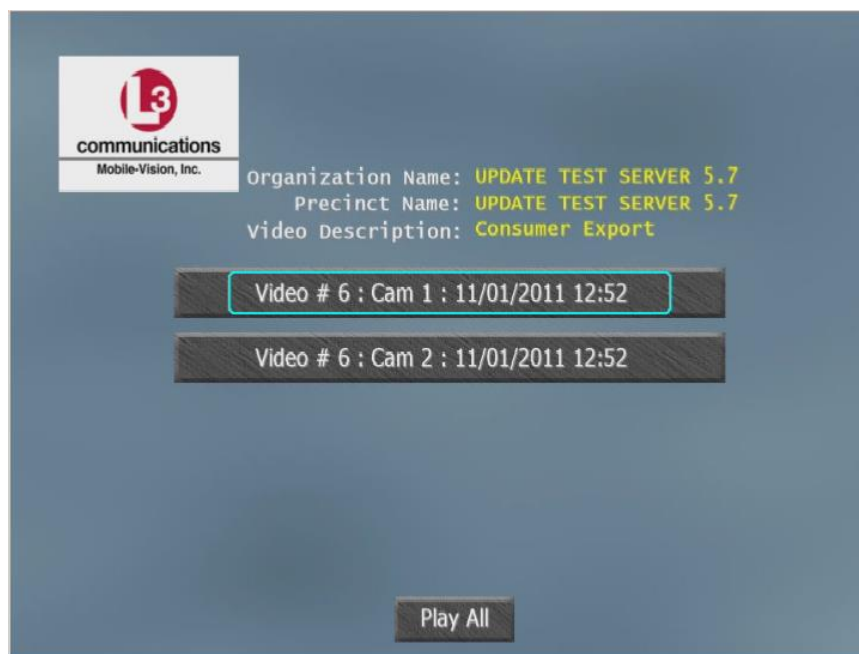 L3
communications
Mobile-Vision, Inc.
Organization Name: UPDATE TEST SERVER 5.7
Precinct Name: UPDATE TEST SERVER 5.7
Video Description: Consumer Export
Video # 6 : Cam 1 : 11/01/2011 12:52
Video # 6 : Cam 2 : 11/01/2011 12:52
Play All